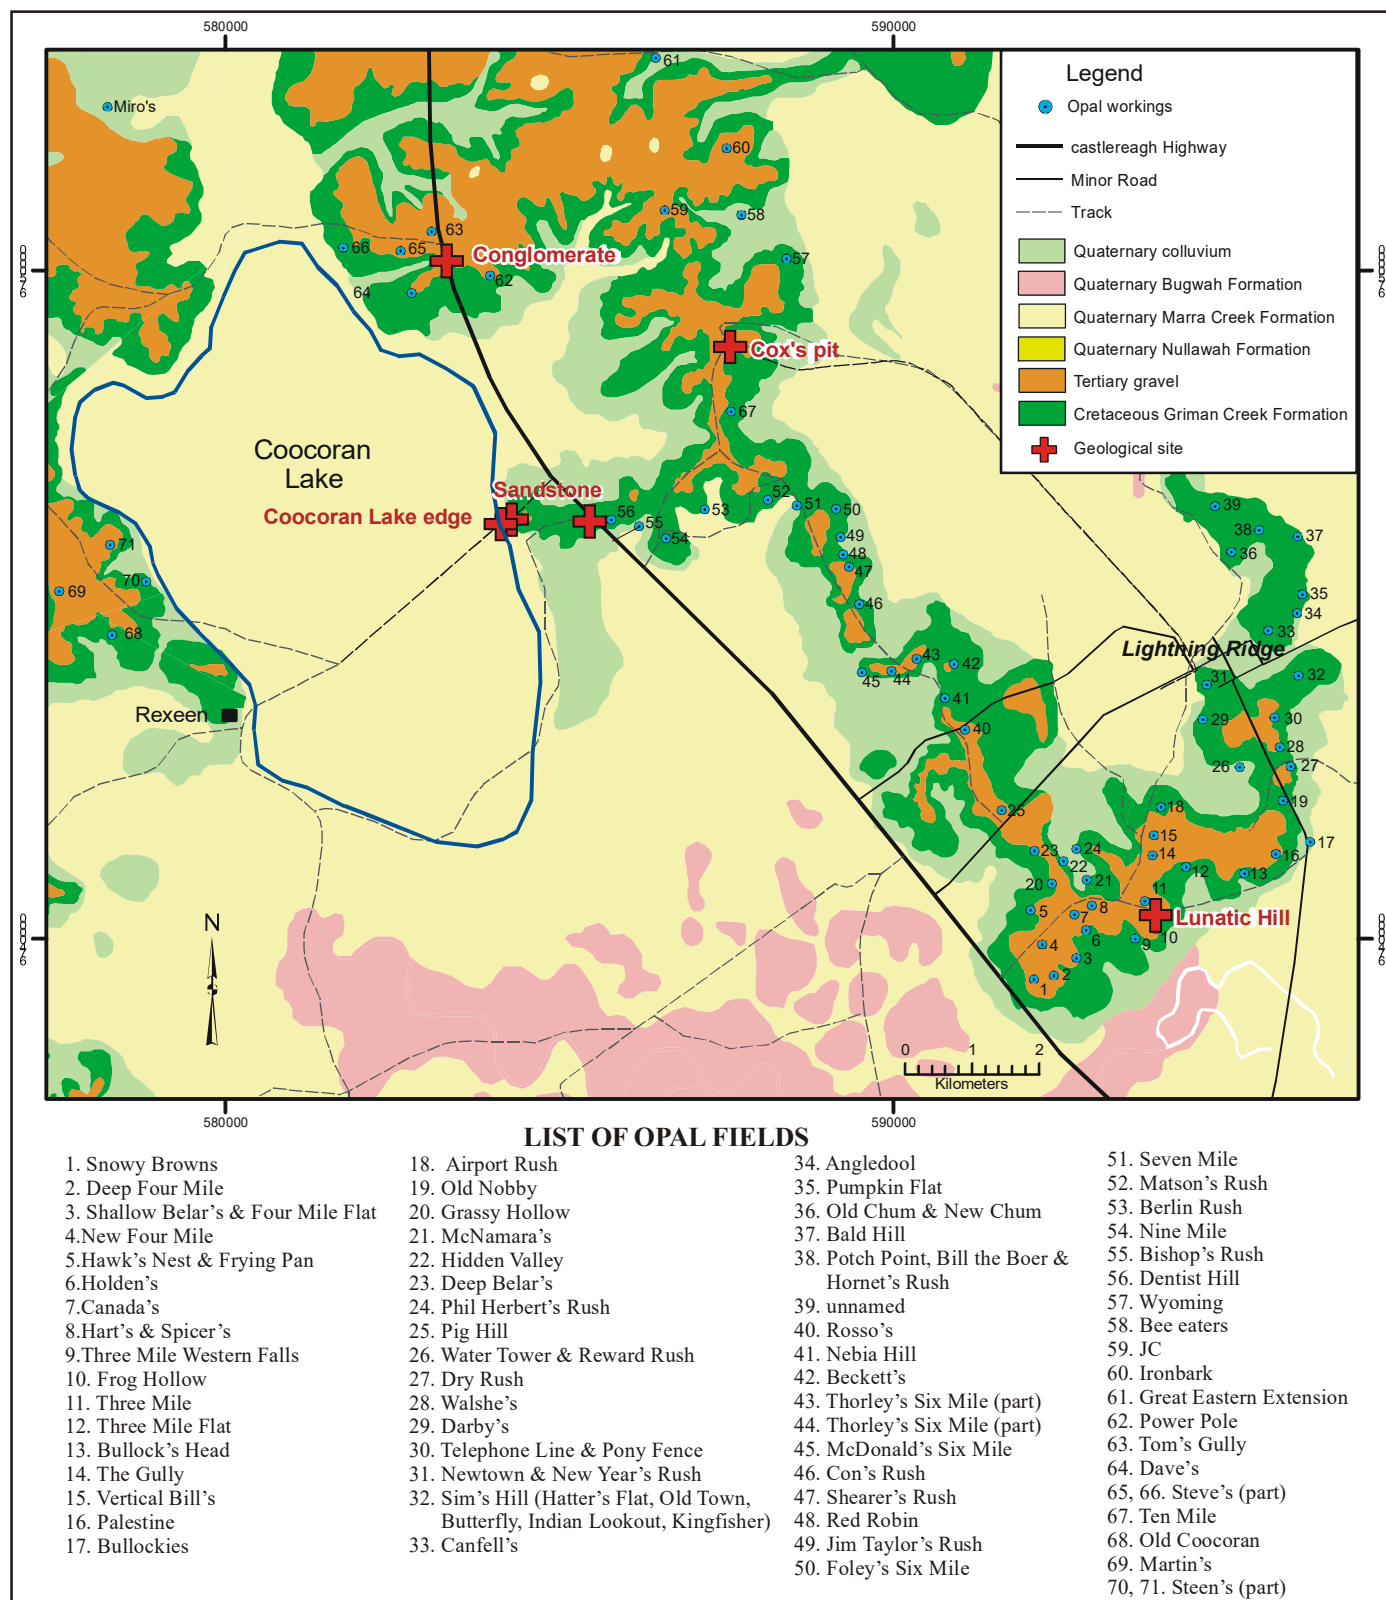 580000
590000
Legend
Opal workings
castlereagh Highway
Minor Road
Track
Quaternary colluvium
Quaternary Bugwah Formation
Quaternary Marra Creek Formation
Quaternary Nullawah Formation
Tertiary gravel
Cretaceous Griman Creek Formation
Geological site
61
Miro's
60
59
58
63
66
65
Conglomerate
57
62
64
Cox's pit
67
Coocoran
Lake
Sandstone
Coocoran Lake edge
52
51
50
53
56
55
54
49
48
47
46
39
38
37
36
35
34
33
71
70
69
68
Lightning Ridge
43
42
45
44
41
40
31
32
29
30
28
26
27
Rexeen
25
18
19
15
17
23
24
14
16
22
12
13
20
21
11
5
8
7
Lunatic Hill
6
9
10
4
3
2
1
N
0 1 2
Kilometers
580000
590000
LIST OF OPAL FIELDS
1. Snowy Browns
2. Deep Four Mile
3. Shallow Belar’s & Four Mile Flat
4.New Four Mile
5.Hawk’s Nest & Frying Pan
6.Holden’s
7.Canada’s
8.Hart’s & Spicer’s
9.Three Mile Western Falls
10. Frog Hollow
11. Three Mile
12. Three Mile Flat
13. Bullock’s Head
14. The Gully
15. Vertical Bill’s
16. Palestine
17. Bullockies
18. Airport Rush
19. Old Nobby
20. Grassy Hollow
21. McNamara’s
22. Hidden Valley
23. Deep Belar’s
24. Phil Herbert’s Rush
25. Pig Hill
26. Water Tower & Reward Rush
27. Dry Rush
28. Walshe’s
29. Darby’s
30. Telephone Line & Pony Fence
31. Newtown & New Year’s Rush
32. Sim’s Hill (Hatter’s Flat, Old Town,
Butterfly, Indian Lookout, Kingfisher)
33. Canfell’s
34. Angledool
35. Pumpkin Flat
36. Old Chum & New Chum
37. Bald Hill
38. Potch Point, Bill the Boer &
Hornet’s Rush
39. unnamed
40. Rosso’s
41. Nebia Hill
42. Beckett’s
43. Thorley’s Six Mile (part)
44. Thorley’s Six Mile (part)
45. McDonald’s Six Mile
46. Con’s Rush
47. Shearer’s Rush
48. Red Robin
49. Jim Taylor’s Rush
50. Foley’s Six Mile
51. Seven Mile
52. Matson’s Rush
53. Berlin Rush
54. Nine Mile
55. Bishop’s Rush
56. Dentist Hill
57. Wyoming
58. Bee eaters
59. JC
60. Ironbark
61. Great Eastern Extension
62. Power Pole
63. Tom’s Gully
64. Dave’s
65, 66. Steve’s (part)
67. Ten Mile
68. Old Coocoran
69. Martin’s
70, 71. Steen’s (part)